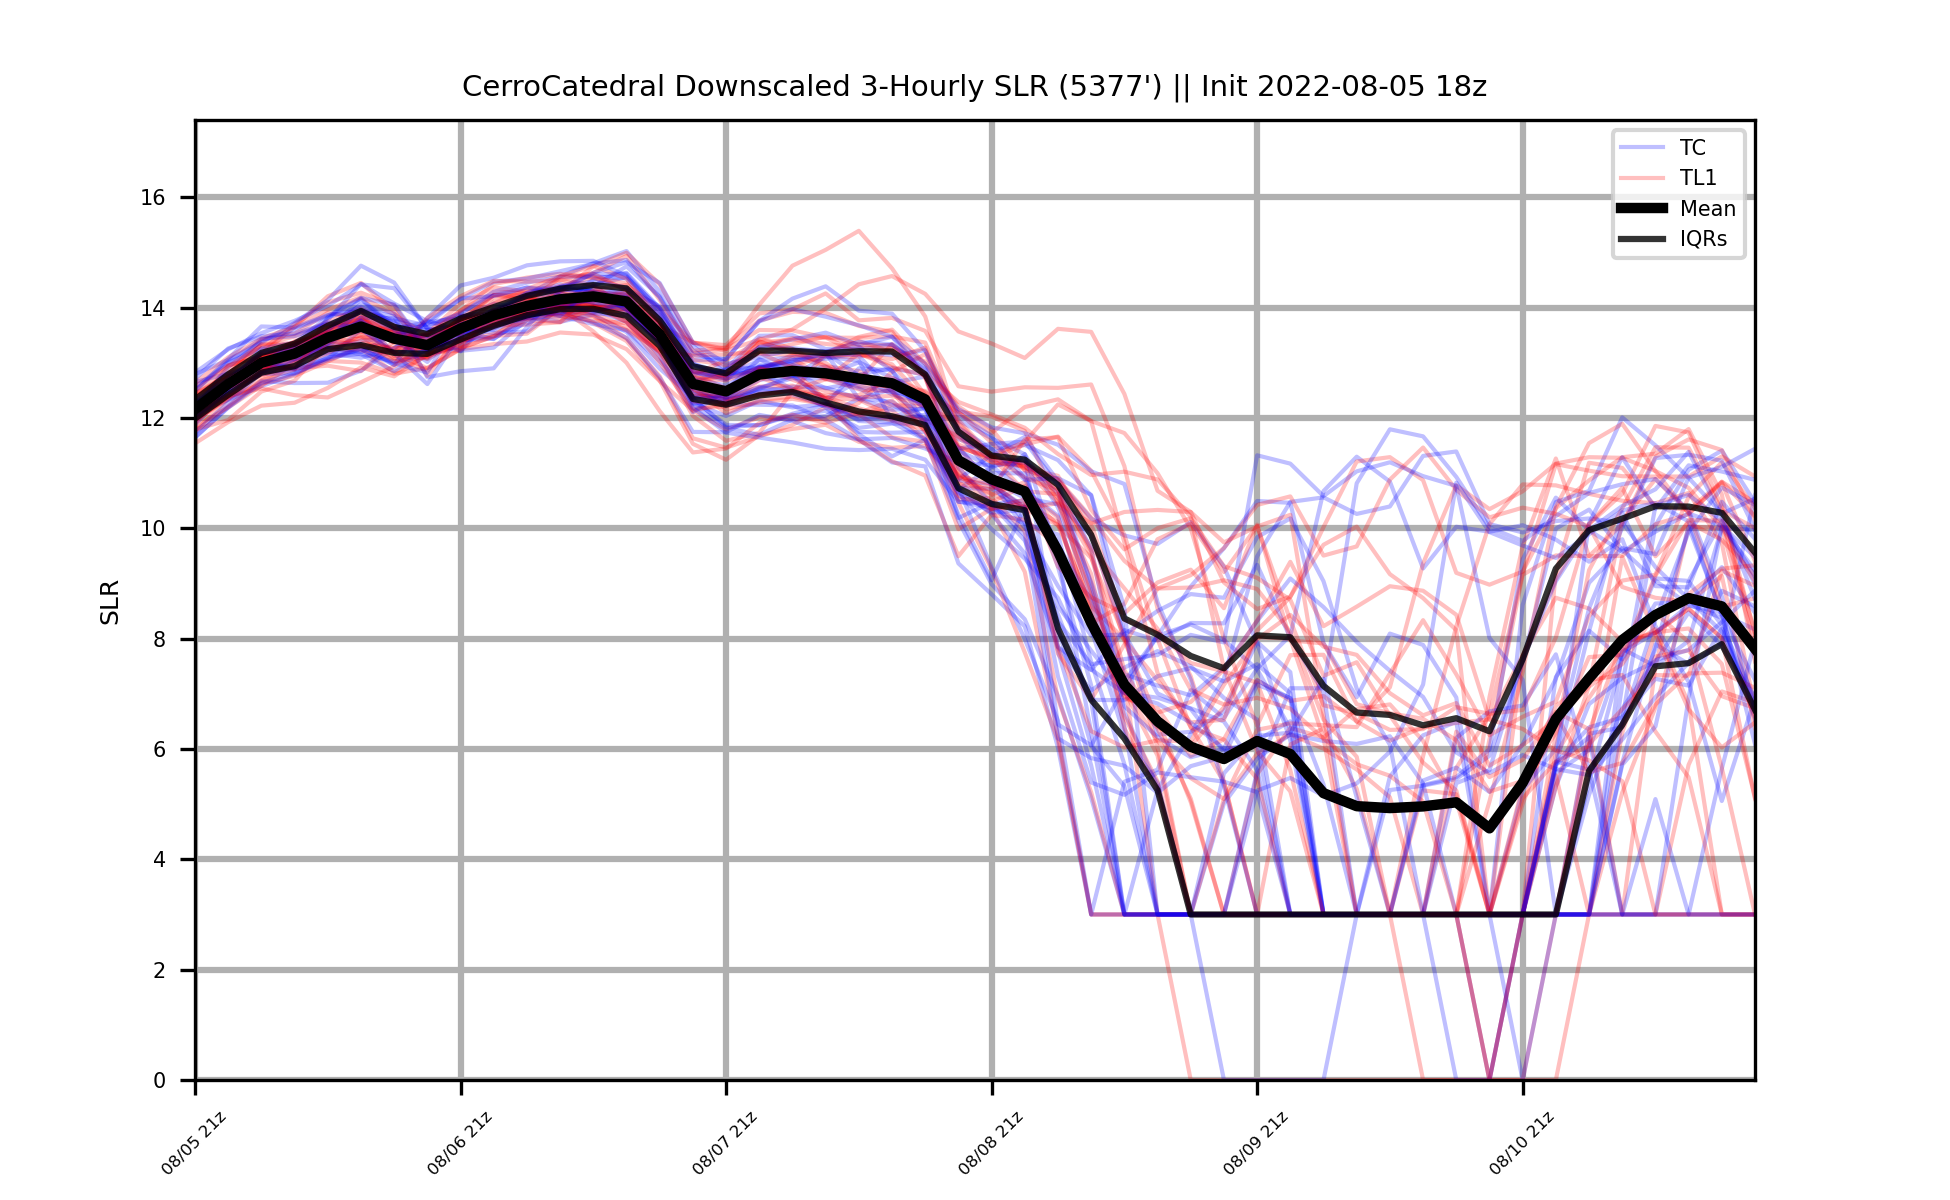 CerroCatedral Downscaled 3-Hourly SLR (5377') || Init 2022-08-05 18z
TC
TL1
Mean
IQRs
SLR
16
14
12
10
8
6
4
2
0
08/05 21z
08/06 21z
08/07 21z
08/08 21z
08/09 21z
08/10 21z